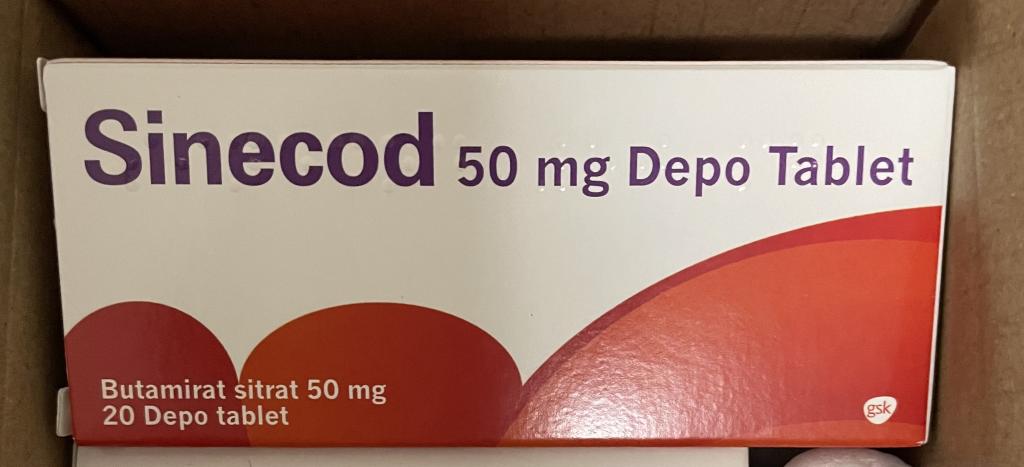 Sinecod 50 mg Depo Tablet
Butamirat sitrat 50 mg
20 Depo tablet
gsk